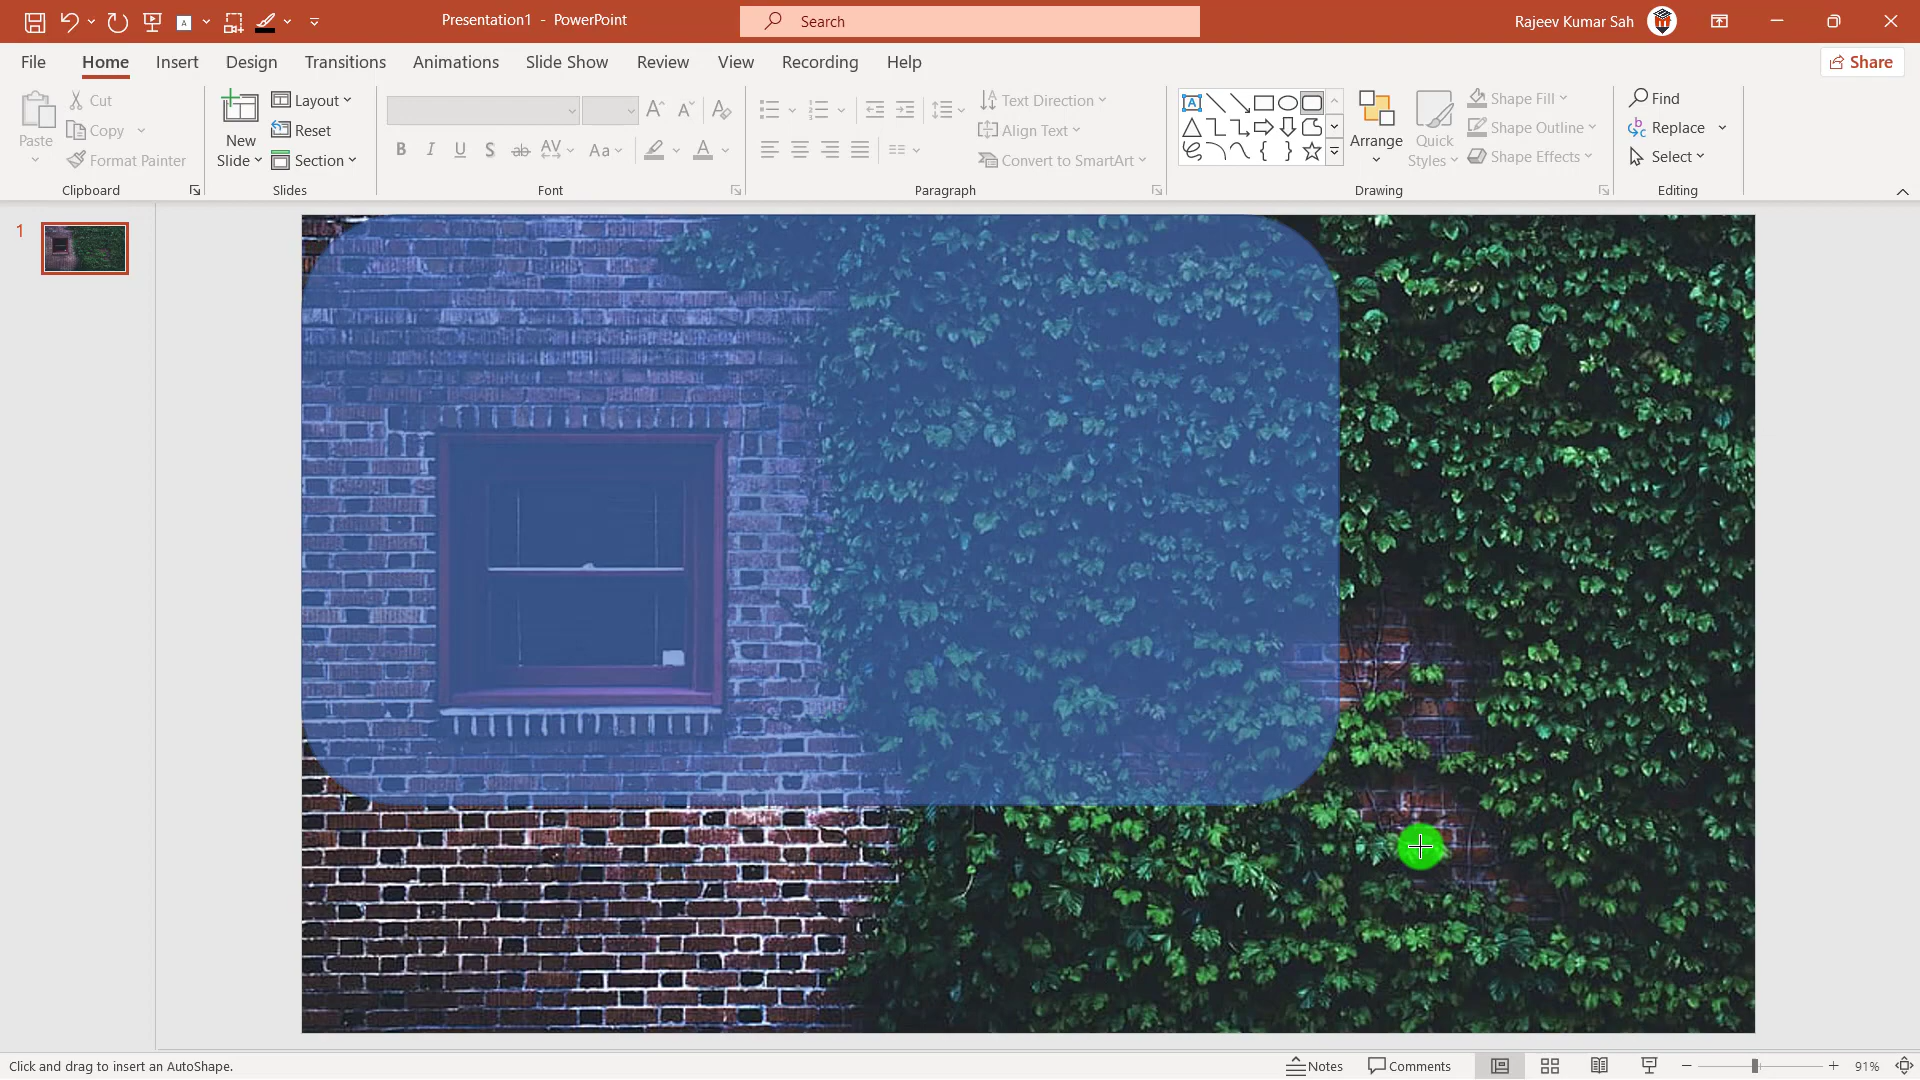 Presentation1 - PowerPoint
Search
Rajeev Kumar Sah
File Home Insert Design Transitions Animations Slide Show Review View Recording Help
Share
Paste
Cut
Copy
Format Painter
Clipboard
New Slide
Layout
Reset
Section
Slides
B I U S ab AV Aa A
Font
Text Direction
Align Text
Convert to SmartArt
Paragraph
Arrange
Quick Styles
Shape Fill
Shape Outline
Shape Effects
Drawing
Find
Replace
Select
Editing
1
Click and drag to insert an AutoShape.
Notes
Comments
91%